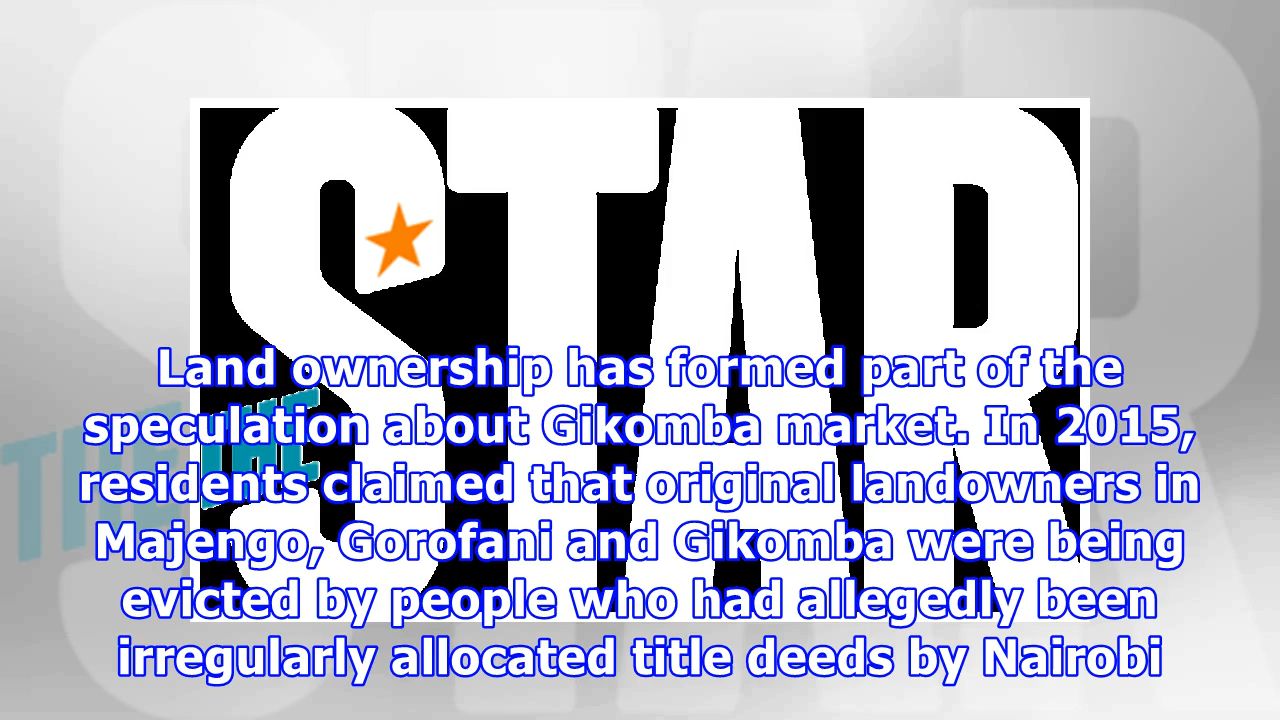 STAR
THE
Land ownership has formed part of the
speculation about Gikomba market. In 2015,
residents claimed that original landowners in
Majengo, Gorofani and Gikomba were being
evicted by people who had allegedly been
irregularly allocated title deeds by Nairobi